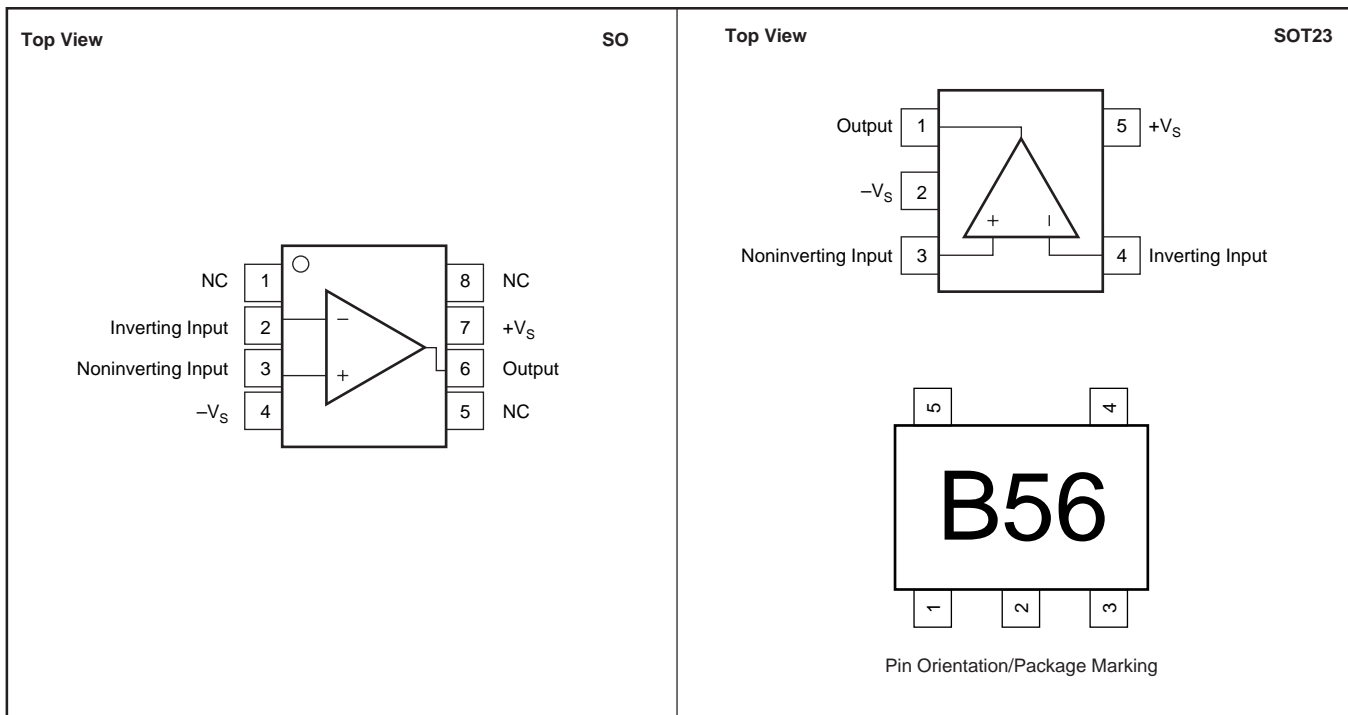 Top View SO
NC 1 8 NC
Inverting Input 2 − 7 +VS
Noninverting Input 3 + 6 Output
–VS 4 5 NC
Top View SOT23
Output 1 5 +VS
–VS 2
+ −
Noninverting Input 3 4 Inverting Input
5 4
B56
1 2 3
Pin Orientation/Package Marking